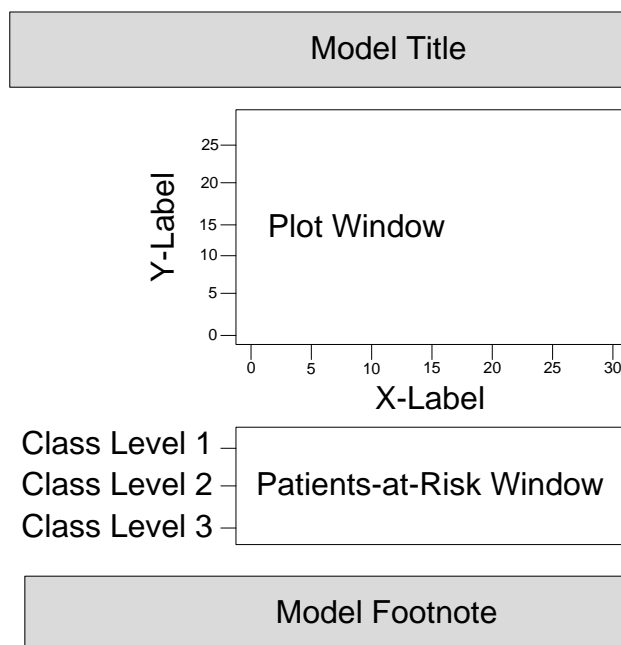 Model Title
Y-Label
25
20
15
10
5
0
Plot Window
0 5 10 15 20 25 30
X-Label
Class Level 1
Class Level 2
Class Level 3
Patients-at-Risk Window
Model Footnote